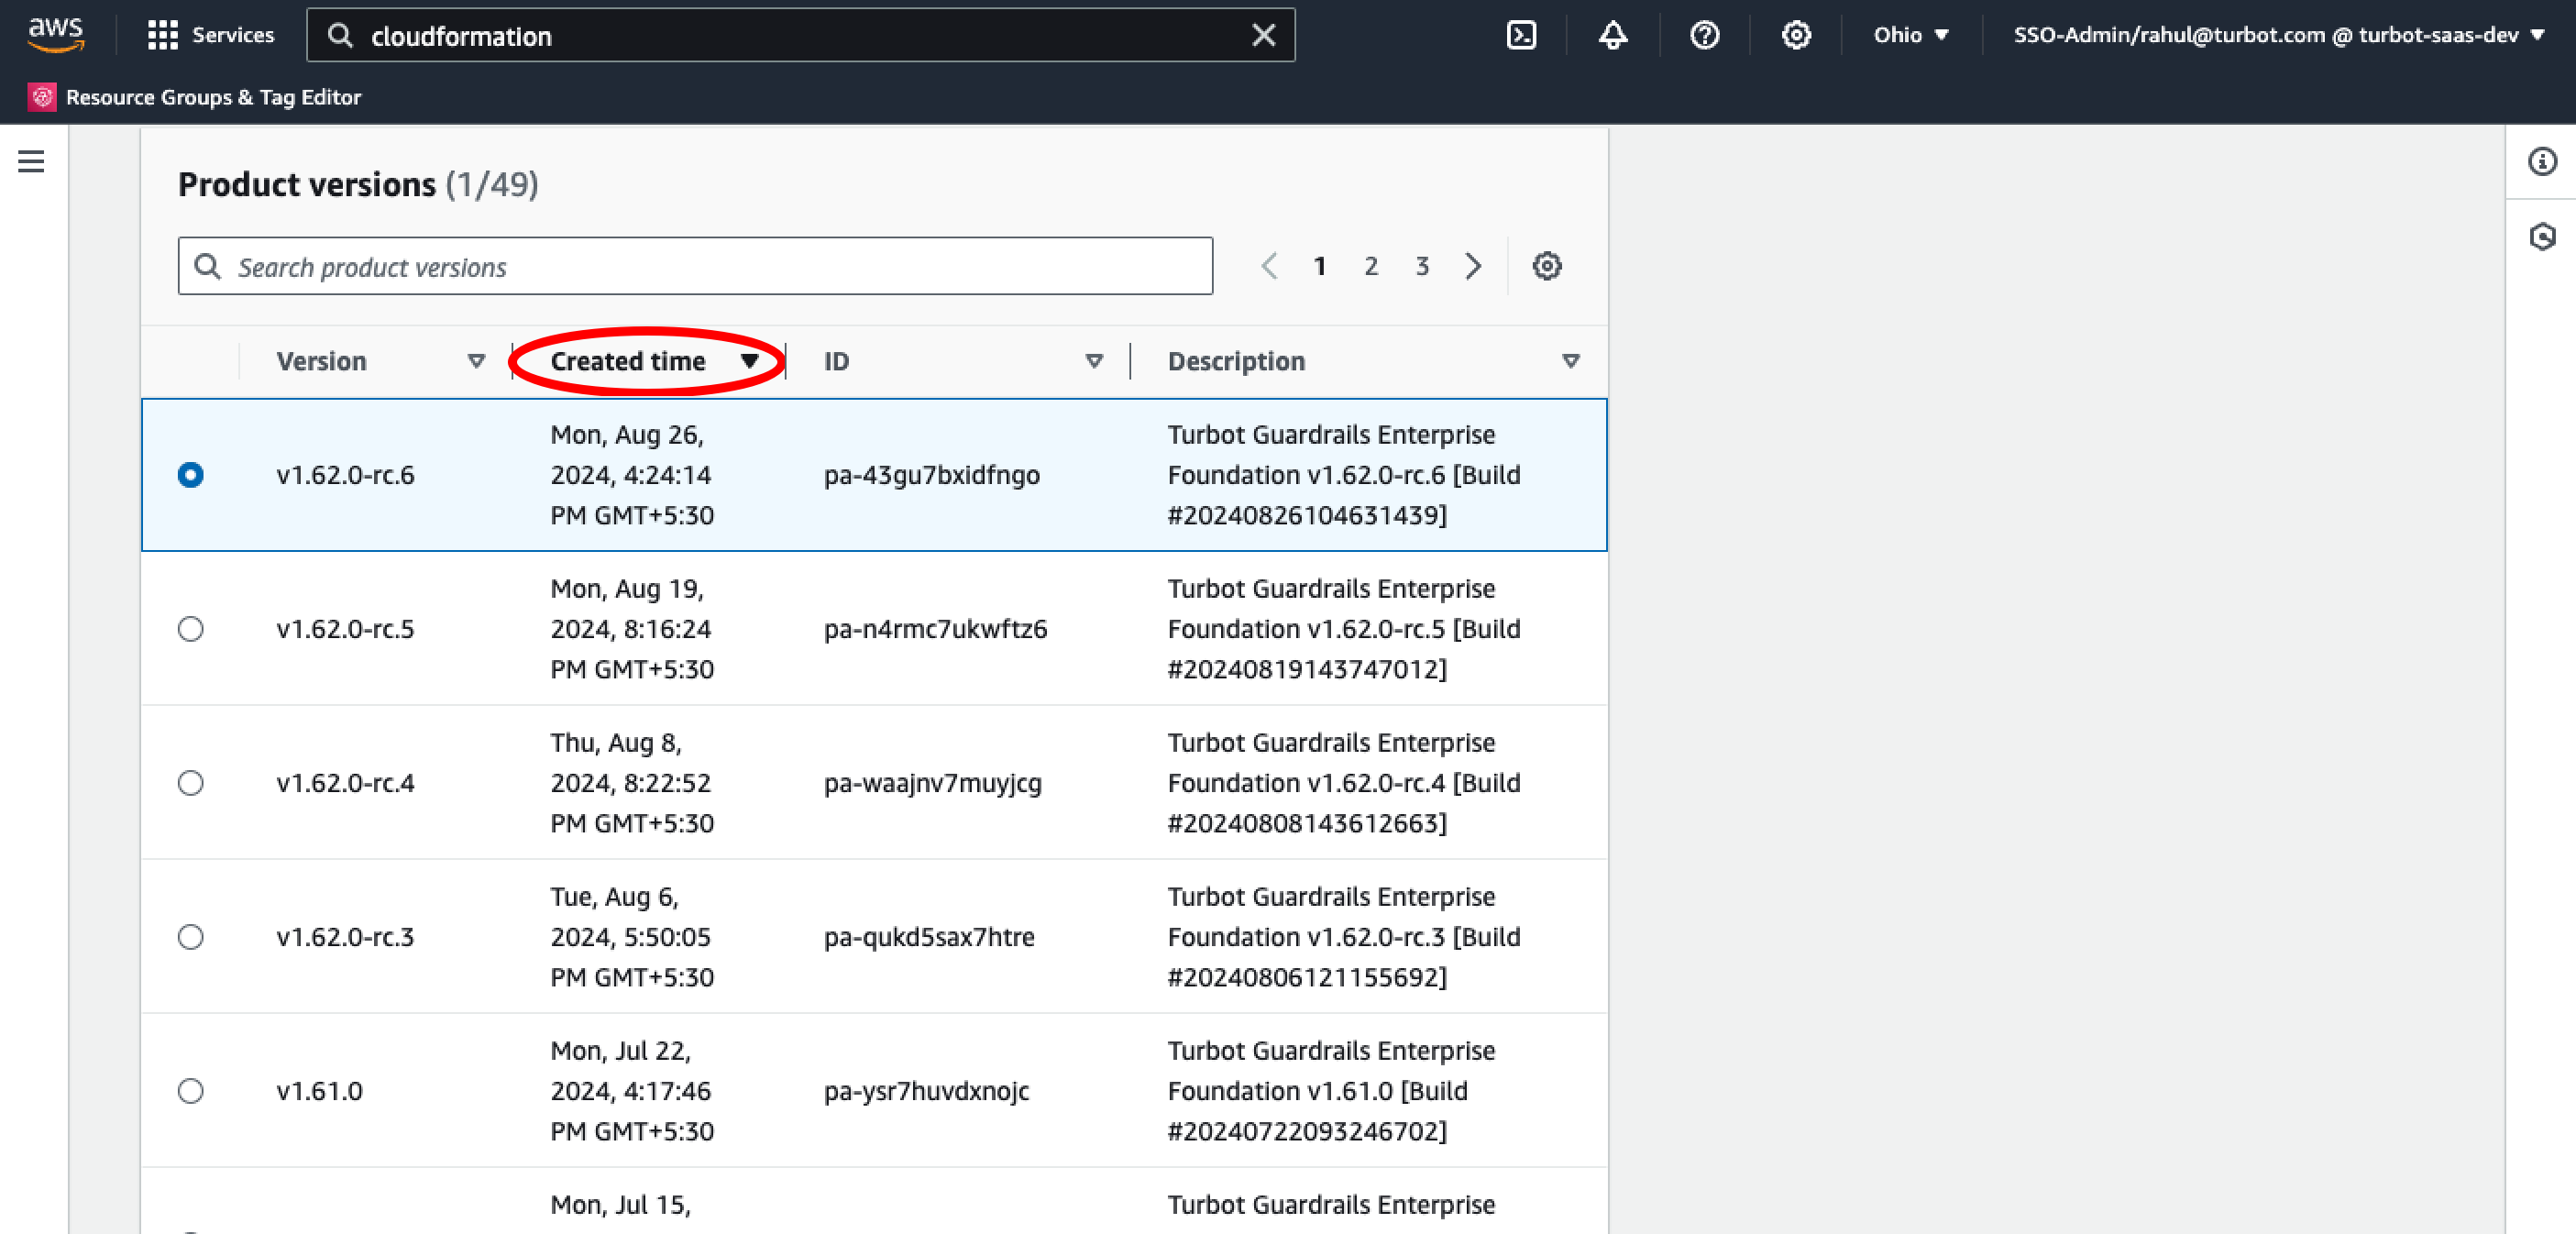 aws Services cloudformation Ohio SSO-Admin/rahul@turbot.com @ turbot-saas-dev
Resource Groups & Tag Editor
Product versions (1/49)
Search product versions 1 2 3
Version Created time ID Description
Mon, Aug 26, Turbot Guardrails Enterprise
v1.62.0-rc.6 2024, 4:24:14 pa-43gu7bxidfngo Foundation v1.62.0-rc.6 [Build
PM GMT+5:30 #20240826104631439]
Mon, Aug 19, Turbot Guardrails Enterprise
v1.62.0-rc.5 2024, 8:16:24 pa-n4rmc7ukwftz6 Foundation v1.62.0-rc.5 [Build
PM GMT+5:30 #20240819143747012]
Thu, Aug 8, Turbot Guardrails Enterprise
v1.62.0-rc.4 2024, 8:22:52 pa-waajnv7muyjcg Foundation v1.62.0-rc.4 [Build
PM GMT+5:30 #20240808143612663]
Tue, Aug 6, Turbot Guardrails Enterprise
v1.62.0-rc.3 2024, 5:50:05 pa-qukd5sax7htre Foundation v1.62.0-rc.3 [Build
PM GMT+5:30 #20240806121155692]
Mon, Jul 22, Turbot Guardrails Enterprise
v1.61.0 2024, 4:17:46 pa-ysr7huvdxnojc Foundation v1.61.0 [Build
PM GMT+5:30 #20240722093246702]
Mon, Jul 15, Turbot Guardrails Enterprise